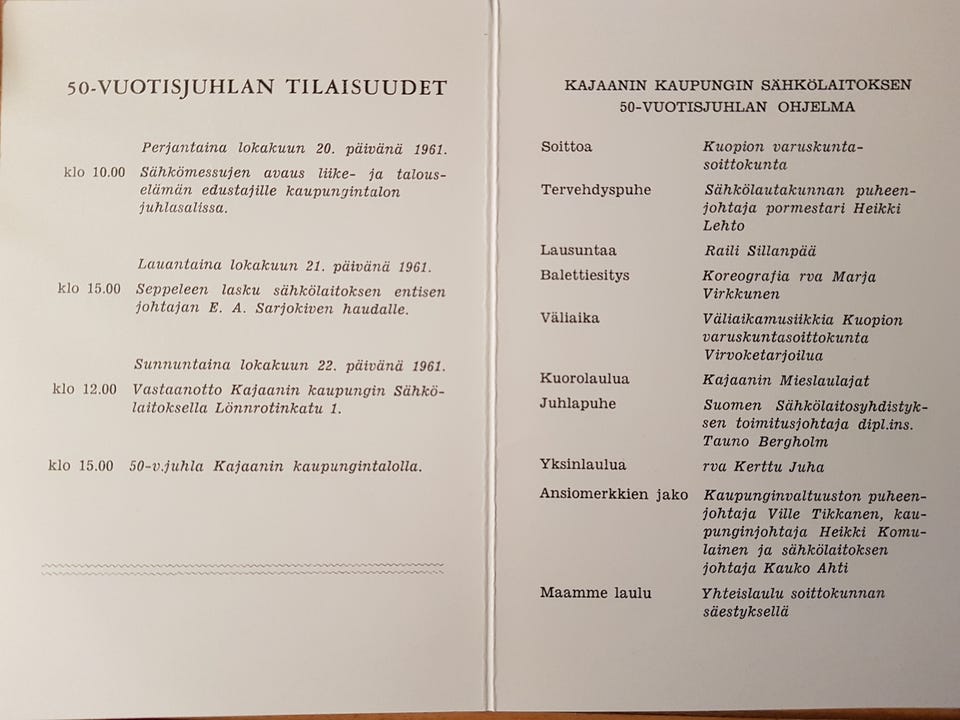 50-VUOTISJUHLAN TILAISUUDET
Perjantaina lokakuun 20. päivänä 1961.
klo 10.00 Sähkömessujen avaus liike- ja talous-
elämän edustajille kaupungintalon
juhlasalissa.
Lauantaina lokakuun 21. päivänä 1961.
klo 15.00 Seppeleen lasku sähkölaitoksen entisen
johtajan E. A. Sarjokiven haudalle.
Sunnuntaina lokakuun 22. päivänä 1961.
klo 12.00 Vastaanotto Kajaanin kaupungin Sähkö-
laitoksella Lönnrotinkatu 1.
klo 15.00 50-v.juhla Kajaanin kaupungintalolla.
KAJAANIN KAUPUNGIN SÄHKÖLAITOKSEN
50-VUOTISJUHLAN OHJELMA
Soittoa Kuopion varuskunta-
soittokunta
Tervehdyspuhe Sähkölautakunnan puheen-
johtaja pormestari Heikki
Lehto
Lausuntaa Raili Sillanpää
Balettiesitys Koreografia rva Marja
Virkkunen
Väliaika Väliaikamusiikkia Kuopion
varuskuntasoittokunta
Virvoketarjoilua
Kuorolaulua Kajaanin Mieslaulajat
Juhlapuhe Suomen Sähkölaitosyhdistyk-
sen toimitusjohtaja dipl.ins.
Tauno Bergholm
Yksinlaulua rva Kerttu Juha
Ansiomerkkien jako Kaupunginvaltuuston puheen-
johtaja Ville Tikkanen, kau-
punginjohtaja Heikki Komu-
lainen ja sähkölaitoksen
johtaja Kauko Ahti
Maamme laulu Yhteislaulu soittokunnan
säestyksellä